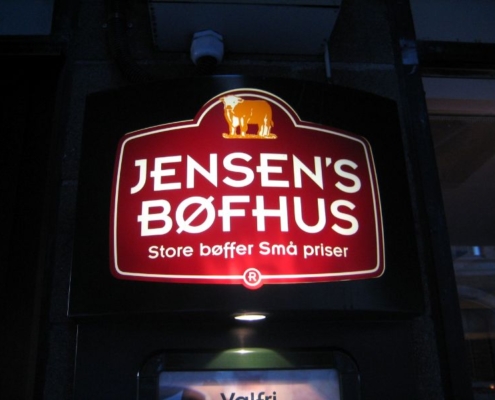 JENSEN'S
BØFHUS
Store bøffer Små priser
®
Valfri